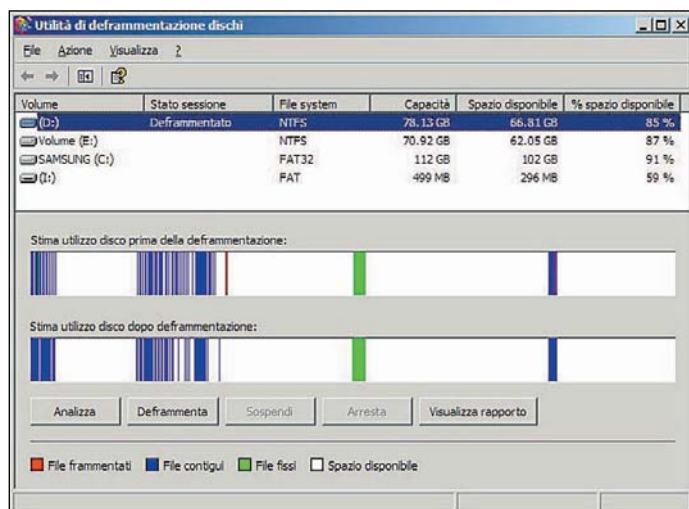 Utilità di deframmentazione dischi
File Azione Visualizza ?
Volume Stato sessione File system Capacità Spazio disponibile % spazio disponibile
(D:) Deframmentato NTFS 78.13 GB 66.81 GB 85 %
Volume (E:) NTFS 70.92 GB 62.05 GB 87 %
SAMSUNG (C:) FAT32 112 GB 102 GB 91 %
(I:) FAT 499 MB 296 MB 59 %
Stima utilizzo disco prima della deframmentazione:
Stima utilizzo disco dopo deframmentazione:
Analizza Deframmenta Sospendi Arresta Visualizza rapporto
File frammentati File contigui File fissi Spazio disponibile